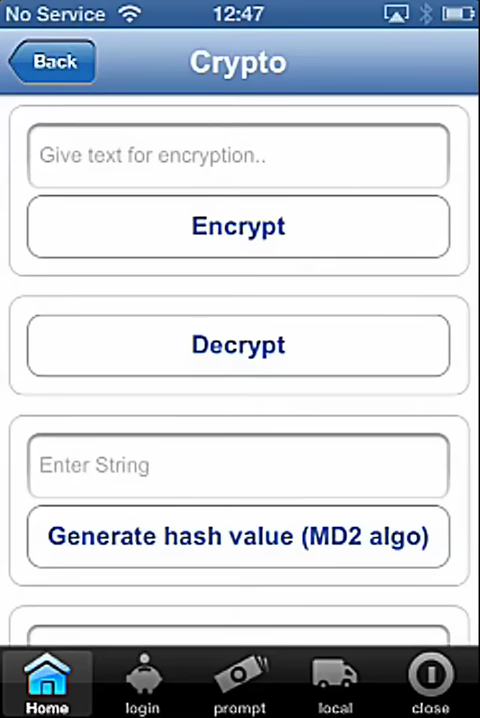 No Service 12:47
Back
Crypto
Give text for encryption..
Encrypt
Decrypt
Enter String
Generate hash value (MD2 algo)
Home login prompt local close